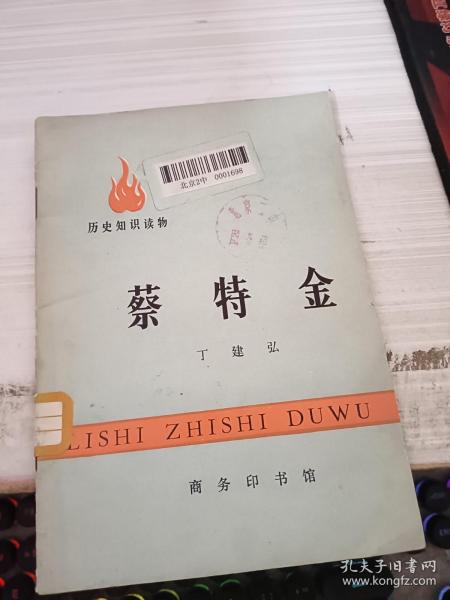 北京2中 0001698
历史知识读物
蔡特金
丁建弘
LISHI ZHISHI DUWU
商务印书馆
孔夫子旧书网
www.kongfz.com